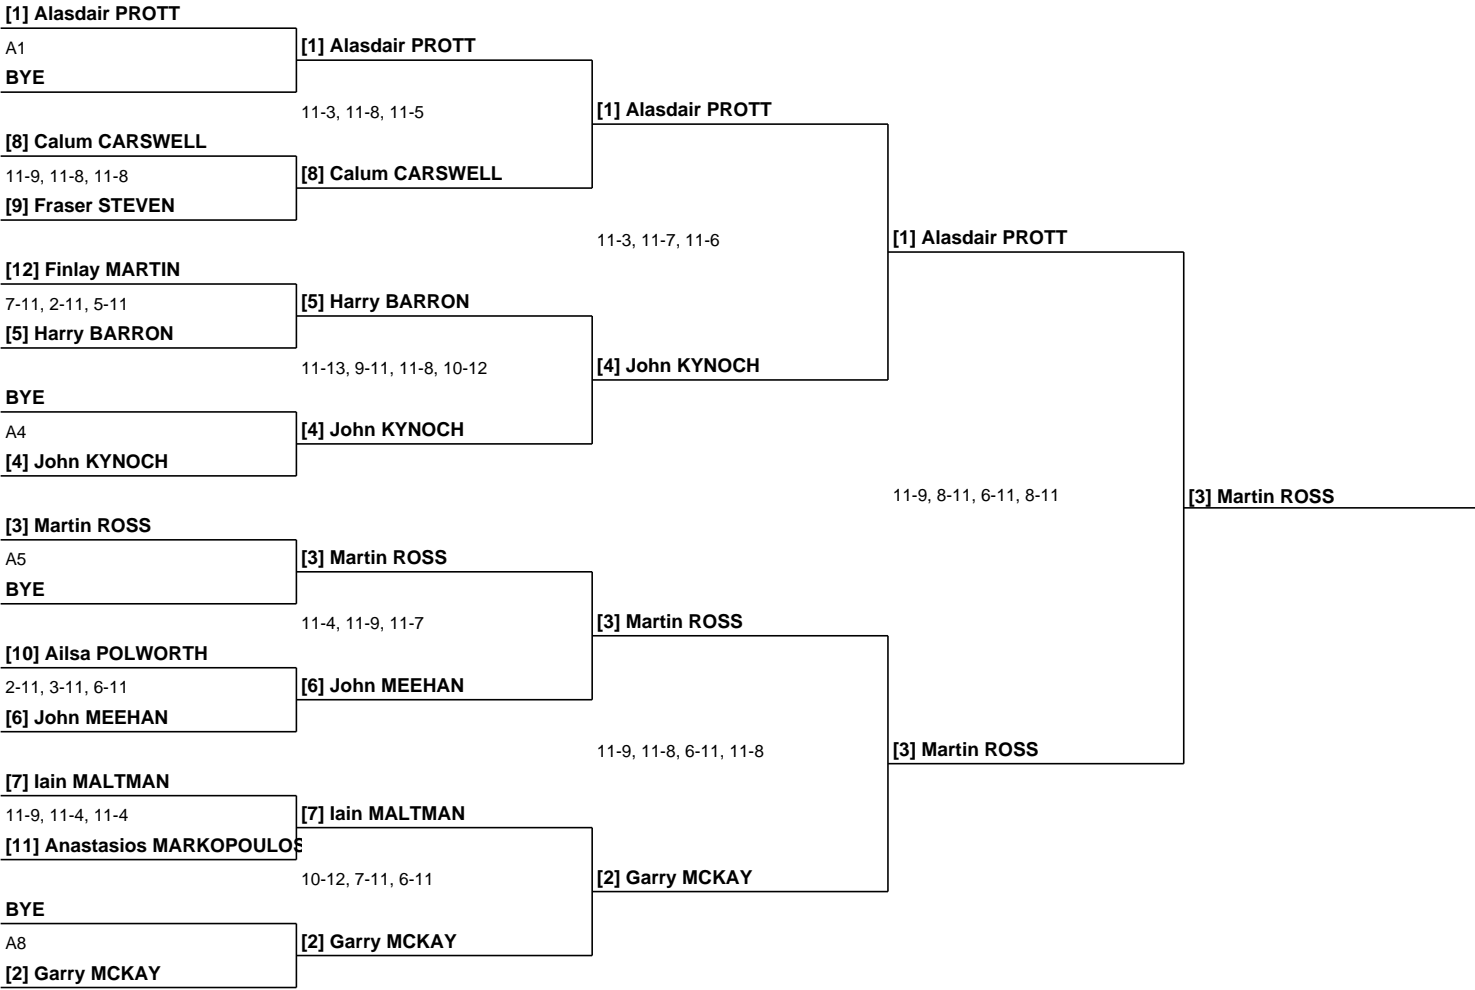 [1] Alasdair PROTT
A1
BYE
[8] Calum CARSWELL
11-9, 11-8, 11-8
[9] Fraser STEVEN
[12] Finlay MARTIN
7-11, 2-11, 5-11
[5] Harry BARRON
BYE
A4
[4] John KYNOCH
[3] Martin ROSS
A5
BYE
[10] Ailsa POLWORTH
2-11, 3-11, 6-11
[6] John MEEHAN
[7] Iain MALTMAN
11-9, 11-4, 11-4
[11] Anastasios MARKOPOULOS
BYE
A8
[2] Garry MCKAY
[1] Alasdair PROTT
11-3, 11-8, 11-5
[8] Calum CARSWELL
[5] Harry BARRON
11-13, 9-11, 11-8, 10-12
[4] John KYNOCH
[3] Martin ROSS
11-4, 11-9, 11-7
[6] John MEEHAN
[7] Iain MALTMAN
10-12, 7-11, 6-11
[2] Garry MCKAY
[1] Alasdair PROTT
11-3, 11-7, 11-6
[4] John KYNOCH
[3] Martin ROSS
11-9, 11-8, 6-11, 11-8
[2] Garry MCKAY
[1] Alasdair PROTT
11-9, 8-11, 6-11, 8-11
[3] Martin ROSS
[3] Martin ROSS